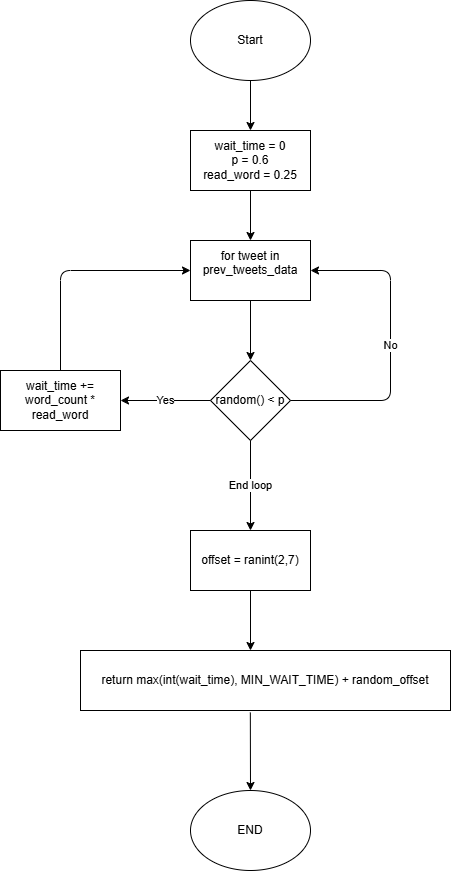 Start
wait_time = 0
p = 0.6
read_word = 0.25
for tweet in
prev_tweets_data
No
wait_time +=
word_count *
read_word
Yes
random() < p
End loop
offset = ranint(2,7)
return max(int(wait_time), MIN_WAIT_TIME) + random_offset
END